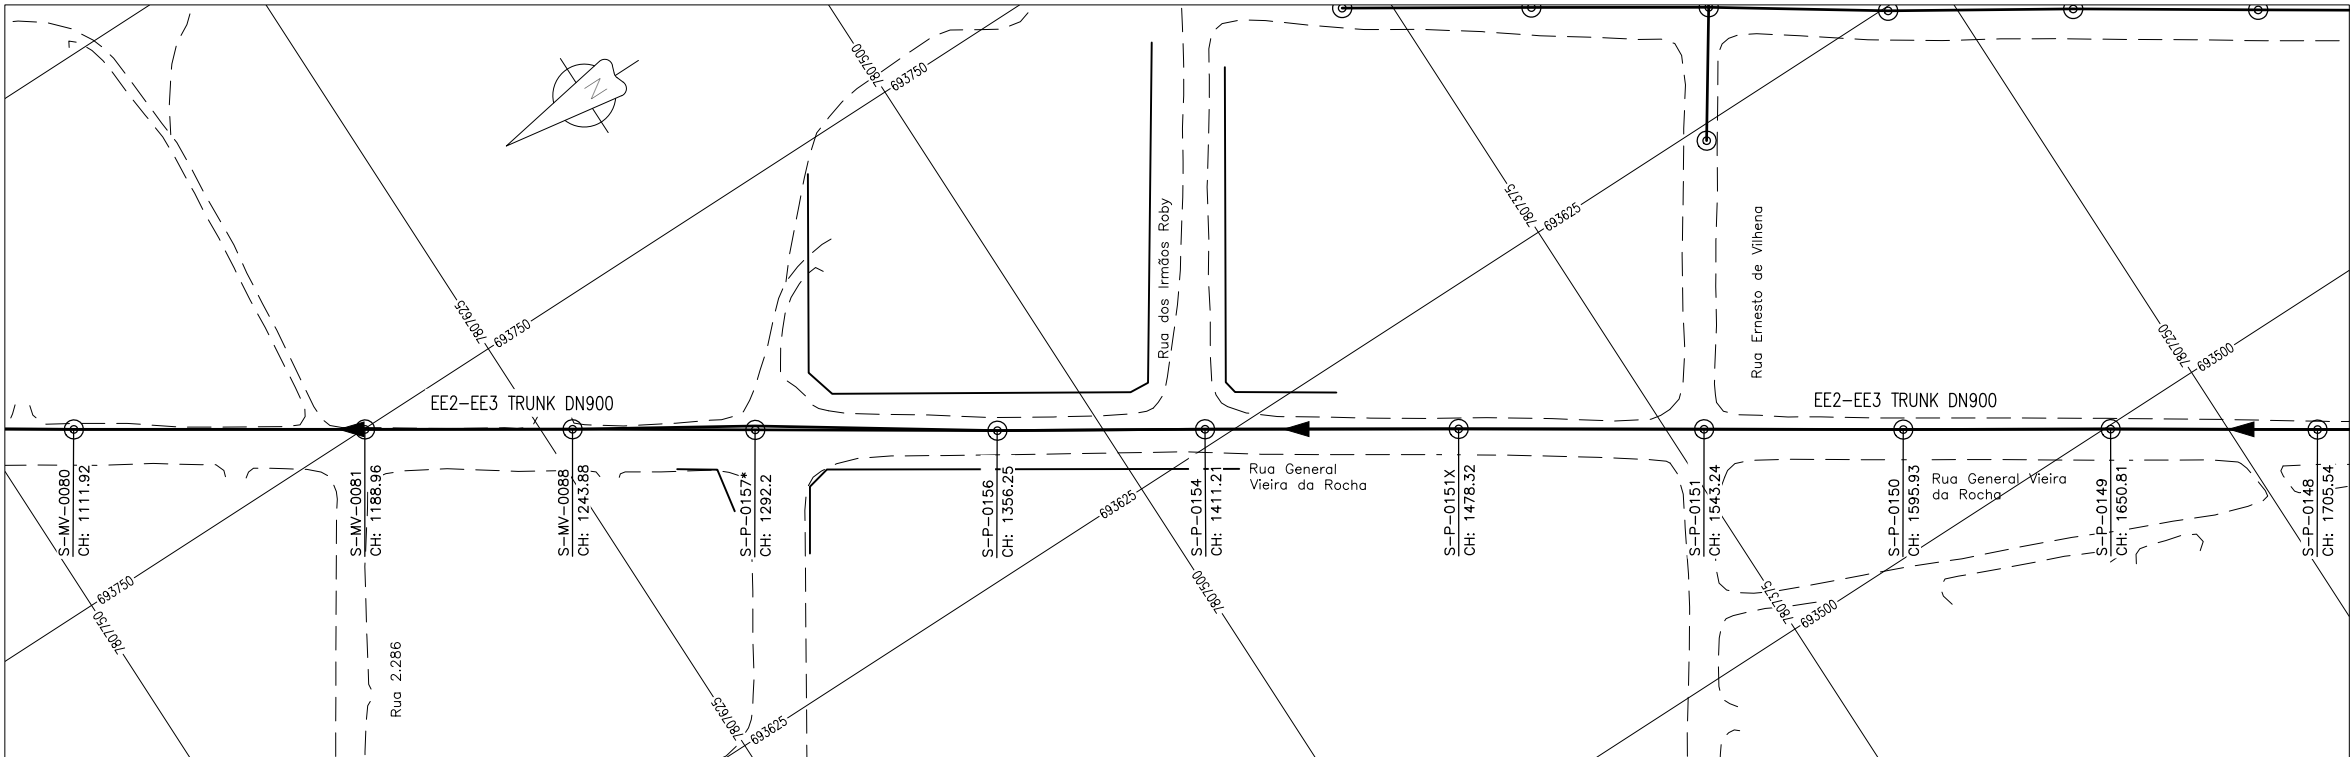 7807500
693750
N
7807375
693625
Rua dos Irmãos Roby
Rua Ernesto de Vilhena
7807625
693750
7807250
693500
EE2-EE3 TRUNK DN900
EE2-EE3 TRUNK DN900
S-MV-0080
CH: 1111.92
S-MV-0081
CH: 1188.96
S-MV-0088
CH: 1243.88
S-P-0157*
CH: 1292.2
S-P-0156
CH: 1356.25
S-P-0154
CH: 1411.21
Rua General
Vieira da Rocha
S-P-0151X
CH: 1478.32
S-P-0151
CH: 1543.24
S-P-0150
CH: 1595.93
Rua General Vieira
da Rocha
S-P-0149
CH: 1650.81
S-P-0148
CH: 1705.54
693625
7807500
693750
7807750
7807375
693500
Rua 2.286
7807625
693625